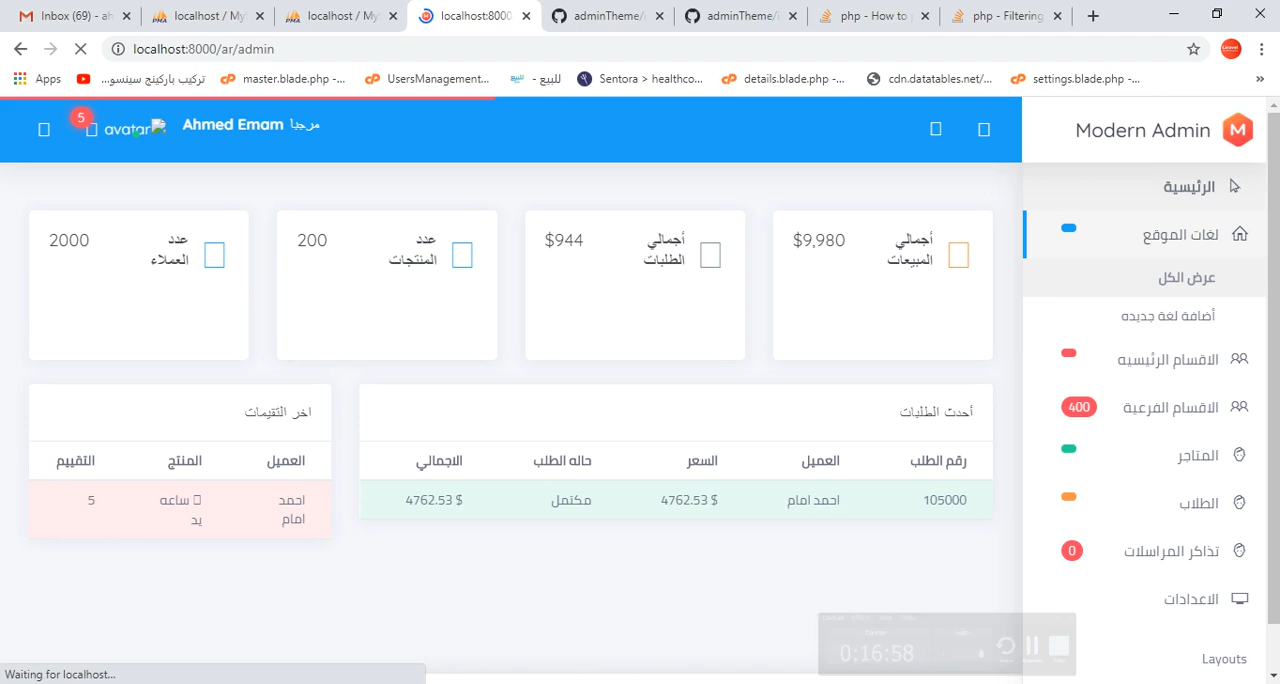 Inbox (69) - ah
localhost / My
localhost / My
localhost:8000/
adminTheme/
adminTheme/
php - How to
php - Filtering
localhost:8000/ar/admin
Apps
تركيب باركينج سينسو...
master.blade.php -...
UsersManagement...
للبيع -
Sentora > healthco...
details.blade.php -...
cdn.datatables.net/...
settings.blade.php -...
»
5
avatar
مرحبا Ahmed Emam
Modern Admin
M
الرئيسية
لغات الموقع
عرض الكل
أضافة لغة جديده
الاقسام الرئيسيه
الاقسام الفرعية
400
المتاجر
الطلاب
تذاكر المراسلات
0
الاعدادات
Layouts
أجمالي
المبيعات
$9,980
أجمالي
الطلبات
$944
عدد
المنتجات
200
عدد
العملاء
2000
أحدث الطلبات
رقم الطلب
العميل
السعر
حاله الطلب
الاجمالي
105000
احمد امام
$ 4762.53
مكتمل
$ 4762.53
اخر التقيمات
العميل
المنتج
التقييم
احمد
امام
ساعه
يد
5
0:16:58
Waiting for localhost...